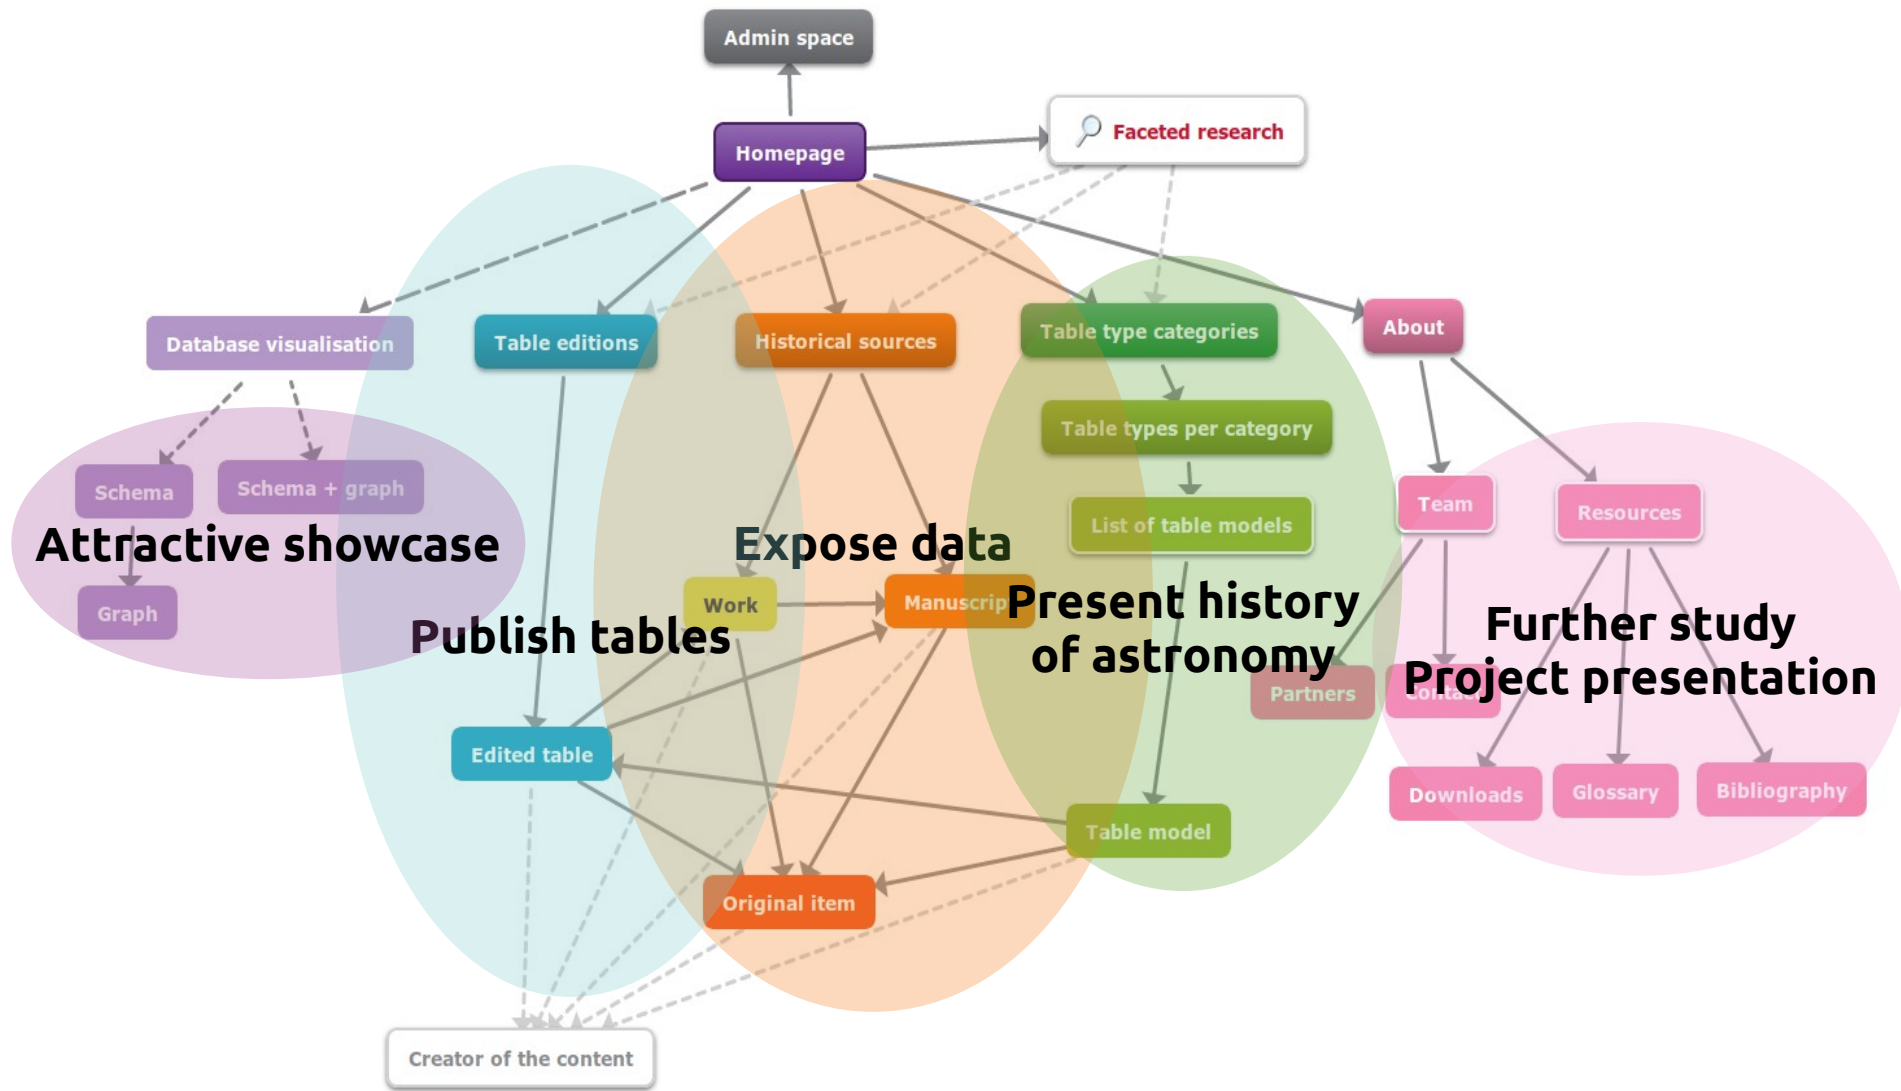 Admin space
Faceted research
Homepage
Database visualisation
Table editions
Historical sources
Table type categories
About
Table types per category
Schema
Schema + graph
List of table models
Team
Resources
Attractive showcase
Expose data
Graph
Work
Manuscrip
Publish tables
Present history
of astronomy
Further study
Project presentation
Partners
Contact
Edited table
Downloads
Glossary
Bibliography
Table model
Original item
Creator of the content